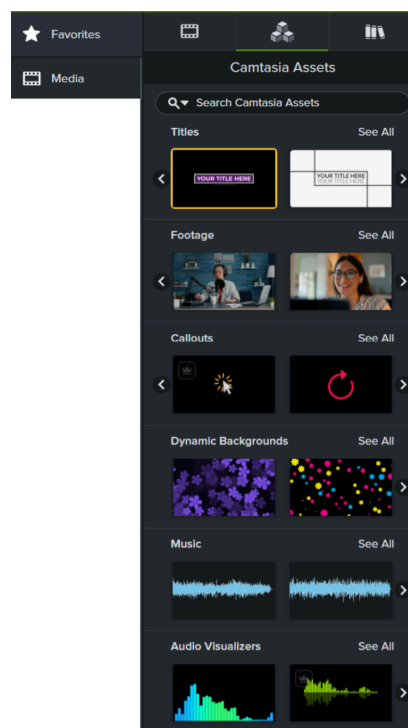 Favorites
Media
Camtasia Assets
Search Camtasia Assets
Titles See All
YOUR TITLE HERE
YOUR TITLE HERE
YOUR TITLE HERE
Footage See All
Callouts See All
Dynamic Backgrounds See All
Music See All
Audio Visualizers See All